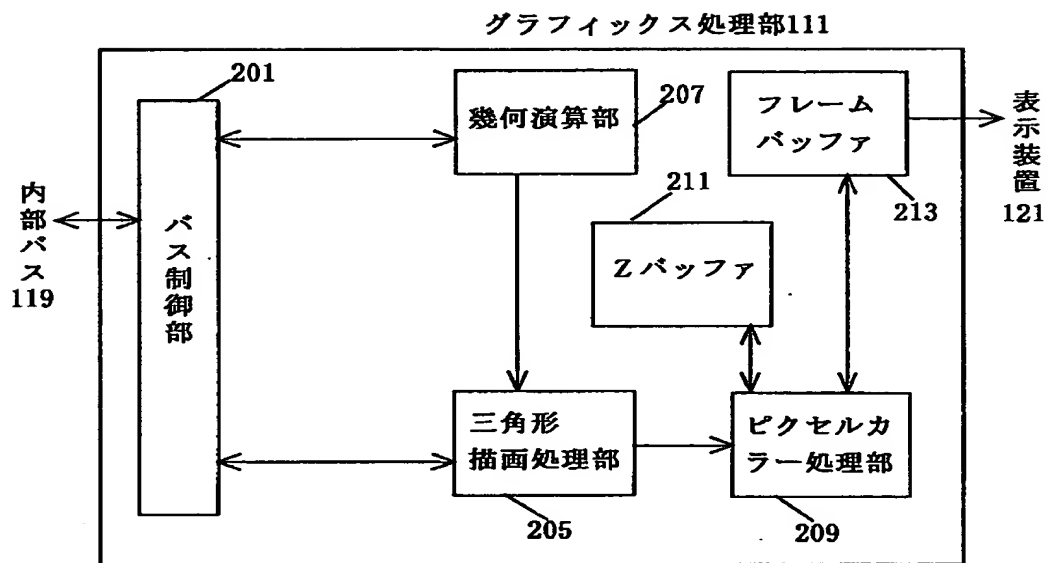 グラフィックス処理部111
201
バス制御部
内部バス
119
幾何演算部
207
フレーム
バッファ
213
表示装置
121
211
Zバッファ
三角形
描画処理部
205
ピクセルカ
ラー処理部
209